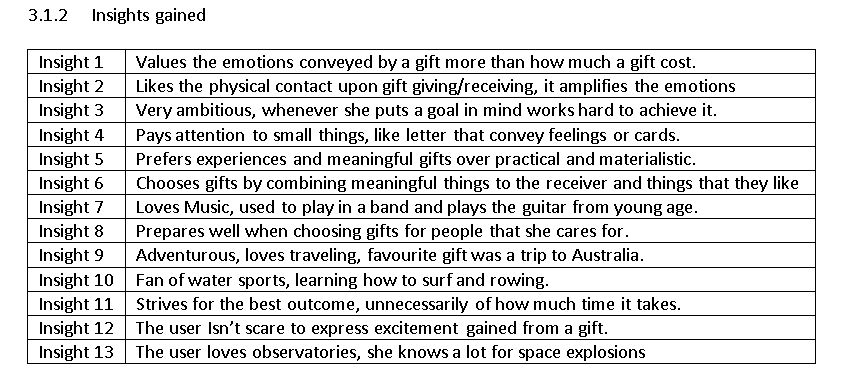 3.1.2 Insights gained
Insight 1 Values the emotions conveyed by a gift more than how much a gift cost.
Insight 2 Likes the physical contact upon gift giving/receiving, it amplifies the emotions
Insight 3 Very ambitious, whenever she puts a goal in mind works hard to achieve it.
Insight 4 Pays attention to small things, like letter that convey feelings or cards.
Insight 5 Prefers experiences and meaningful gifts over practical and materialistic.
Insight 6 Chooses gifts by combining meaningful things to the receiver and things that they like
Insight 7 Loves Music, used to play in a band and plays the guitar from young age.
Insight 8 Prepares well when choosing gifts for people that she cares for.
Insight 9 Adventurous, loves traveling, favourite gift was a trip to Australia.
Insight 10 Fan of water sports, learning how to surf and rowing.
Insight 11 Strives for the best outcome, unnecessarily of how much time it takes.
Insight 12 The user Isn’t scare to express excitement gained from a gift.
Insight 13 The user loves observatories, she knows a lot for space explosions